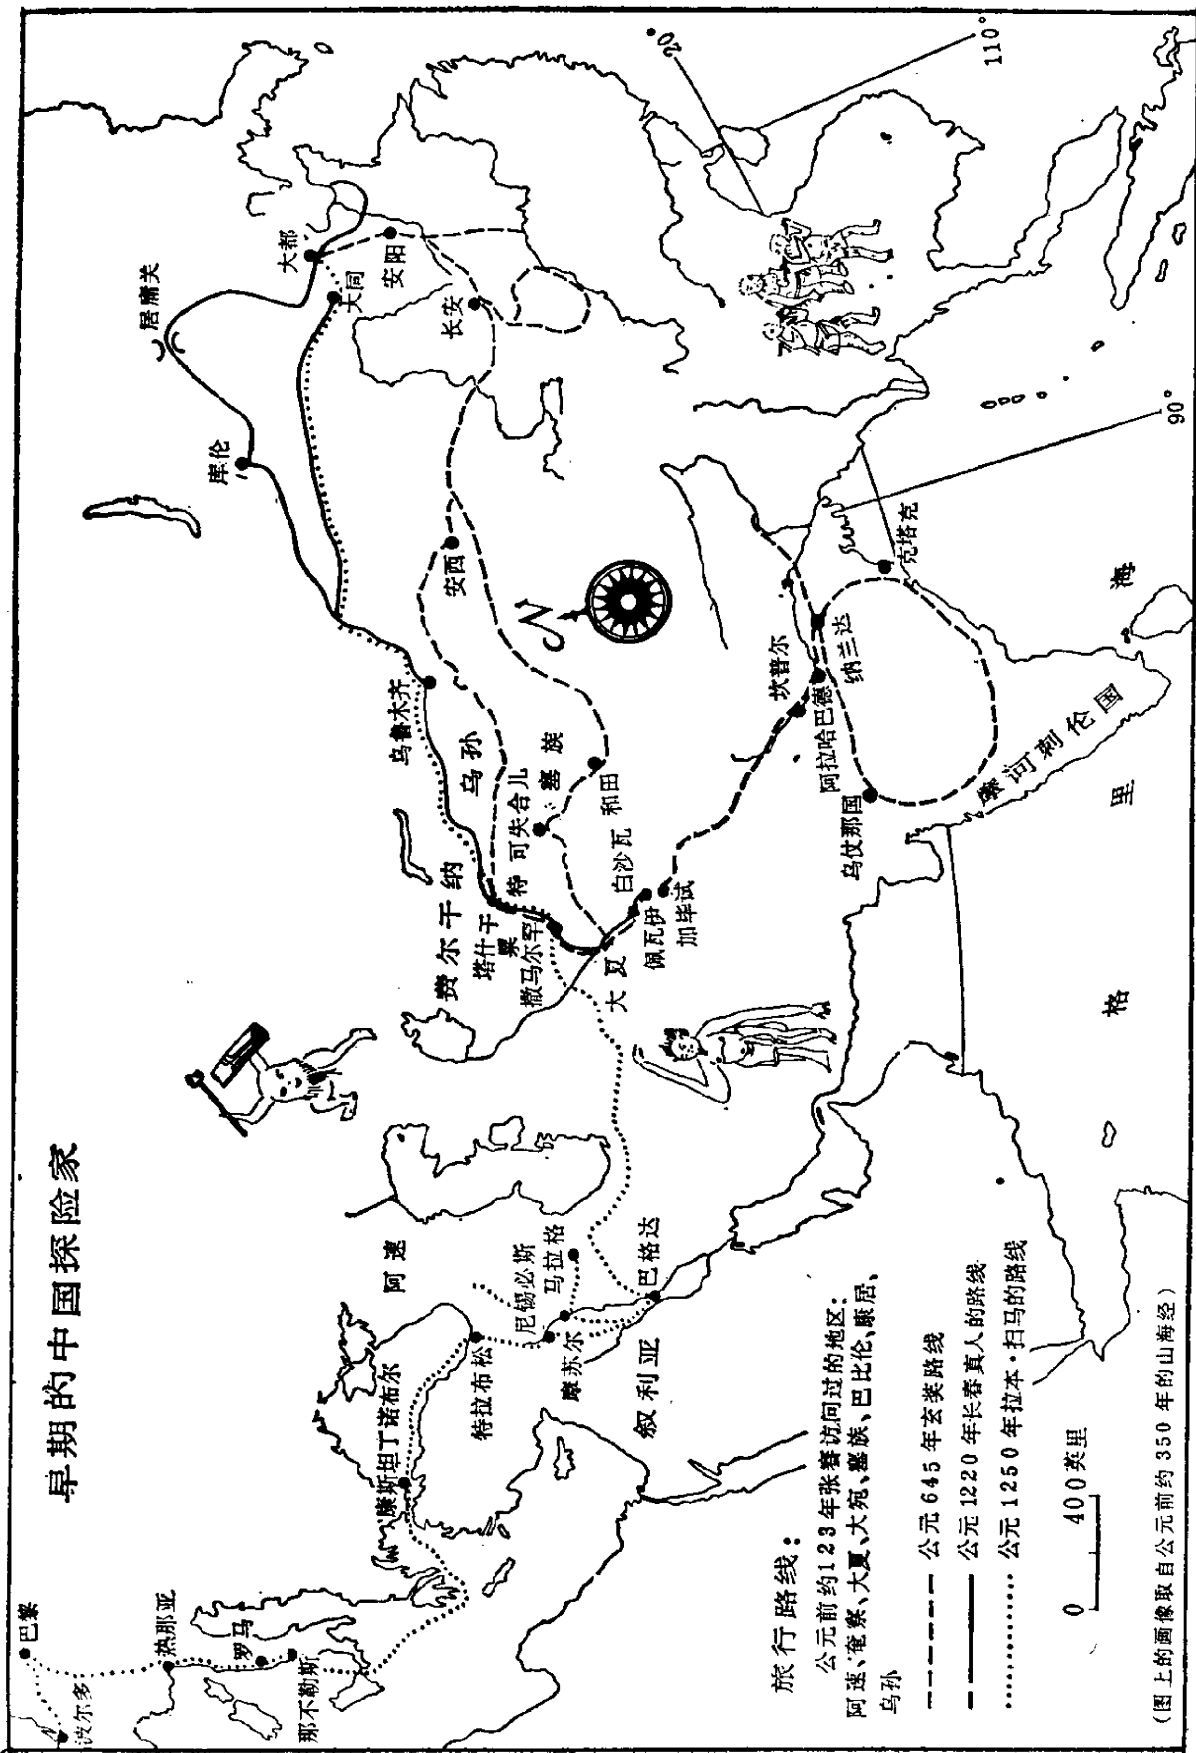 早期的中国探险家
巴黎
波尔多
热那亚
罗马
那不勒斯
康斯坦丁诺布尔
特拉布松
阿速
尼锡必斯
马拉格
摩苏尔
巴格达
叙利亚
居庸关
库伦
大都
大同
安阳
长安
安西
乌鲁木齐
乌孙
费尔干纳
塔什干
撒马尔罕
可失合儿
塞族
和田
大夏
白沙瓦
佩瓦伊
加毕试
坎普尔
阿拉哈巴德
纳兰达
克塔克
乌仗那国
摩诃刺伦国
格里海
20°
110°
90°
旅行路线：
公元前约123年张骞访问过的地区：
阿速、奄察、大夏、大宛、塞族、巴比伦、康居、
乌孙
公元645年玄奘路线
公元1220年长春真人的路线
公元1250年拉本·扫马的路线
0 400英里
(图上的画像取自公元前约350年的山海经)
N